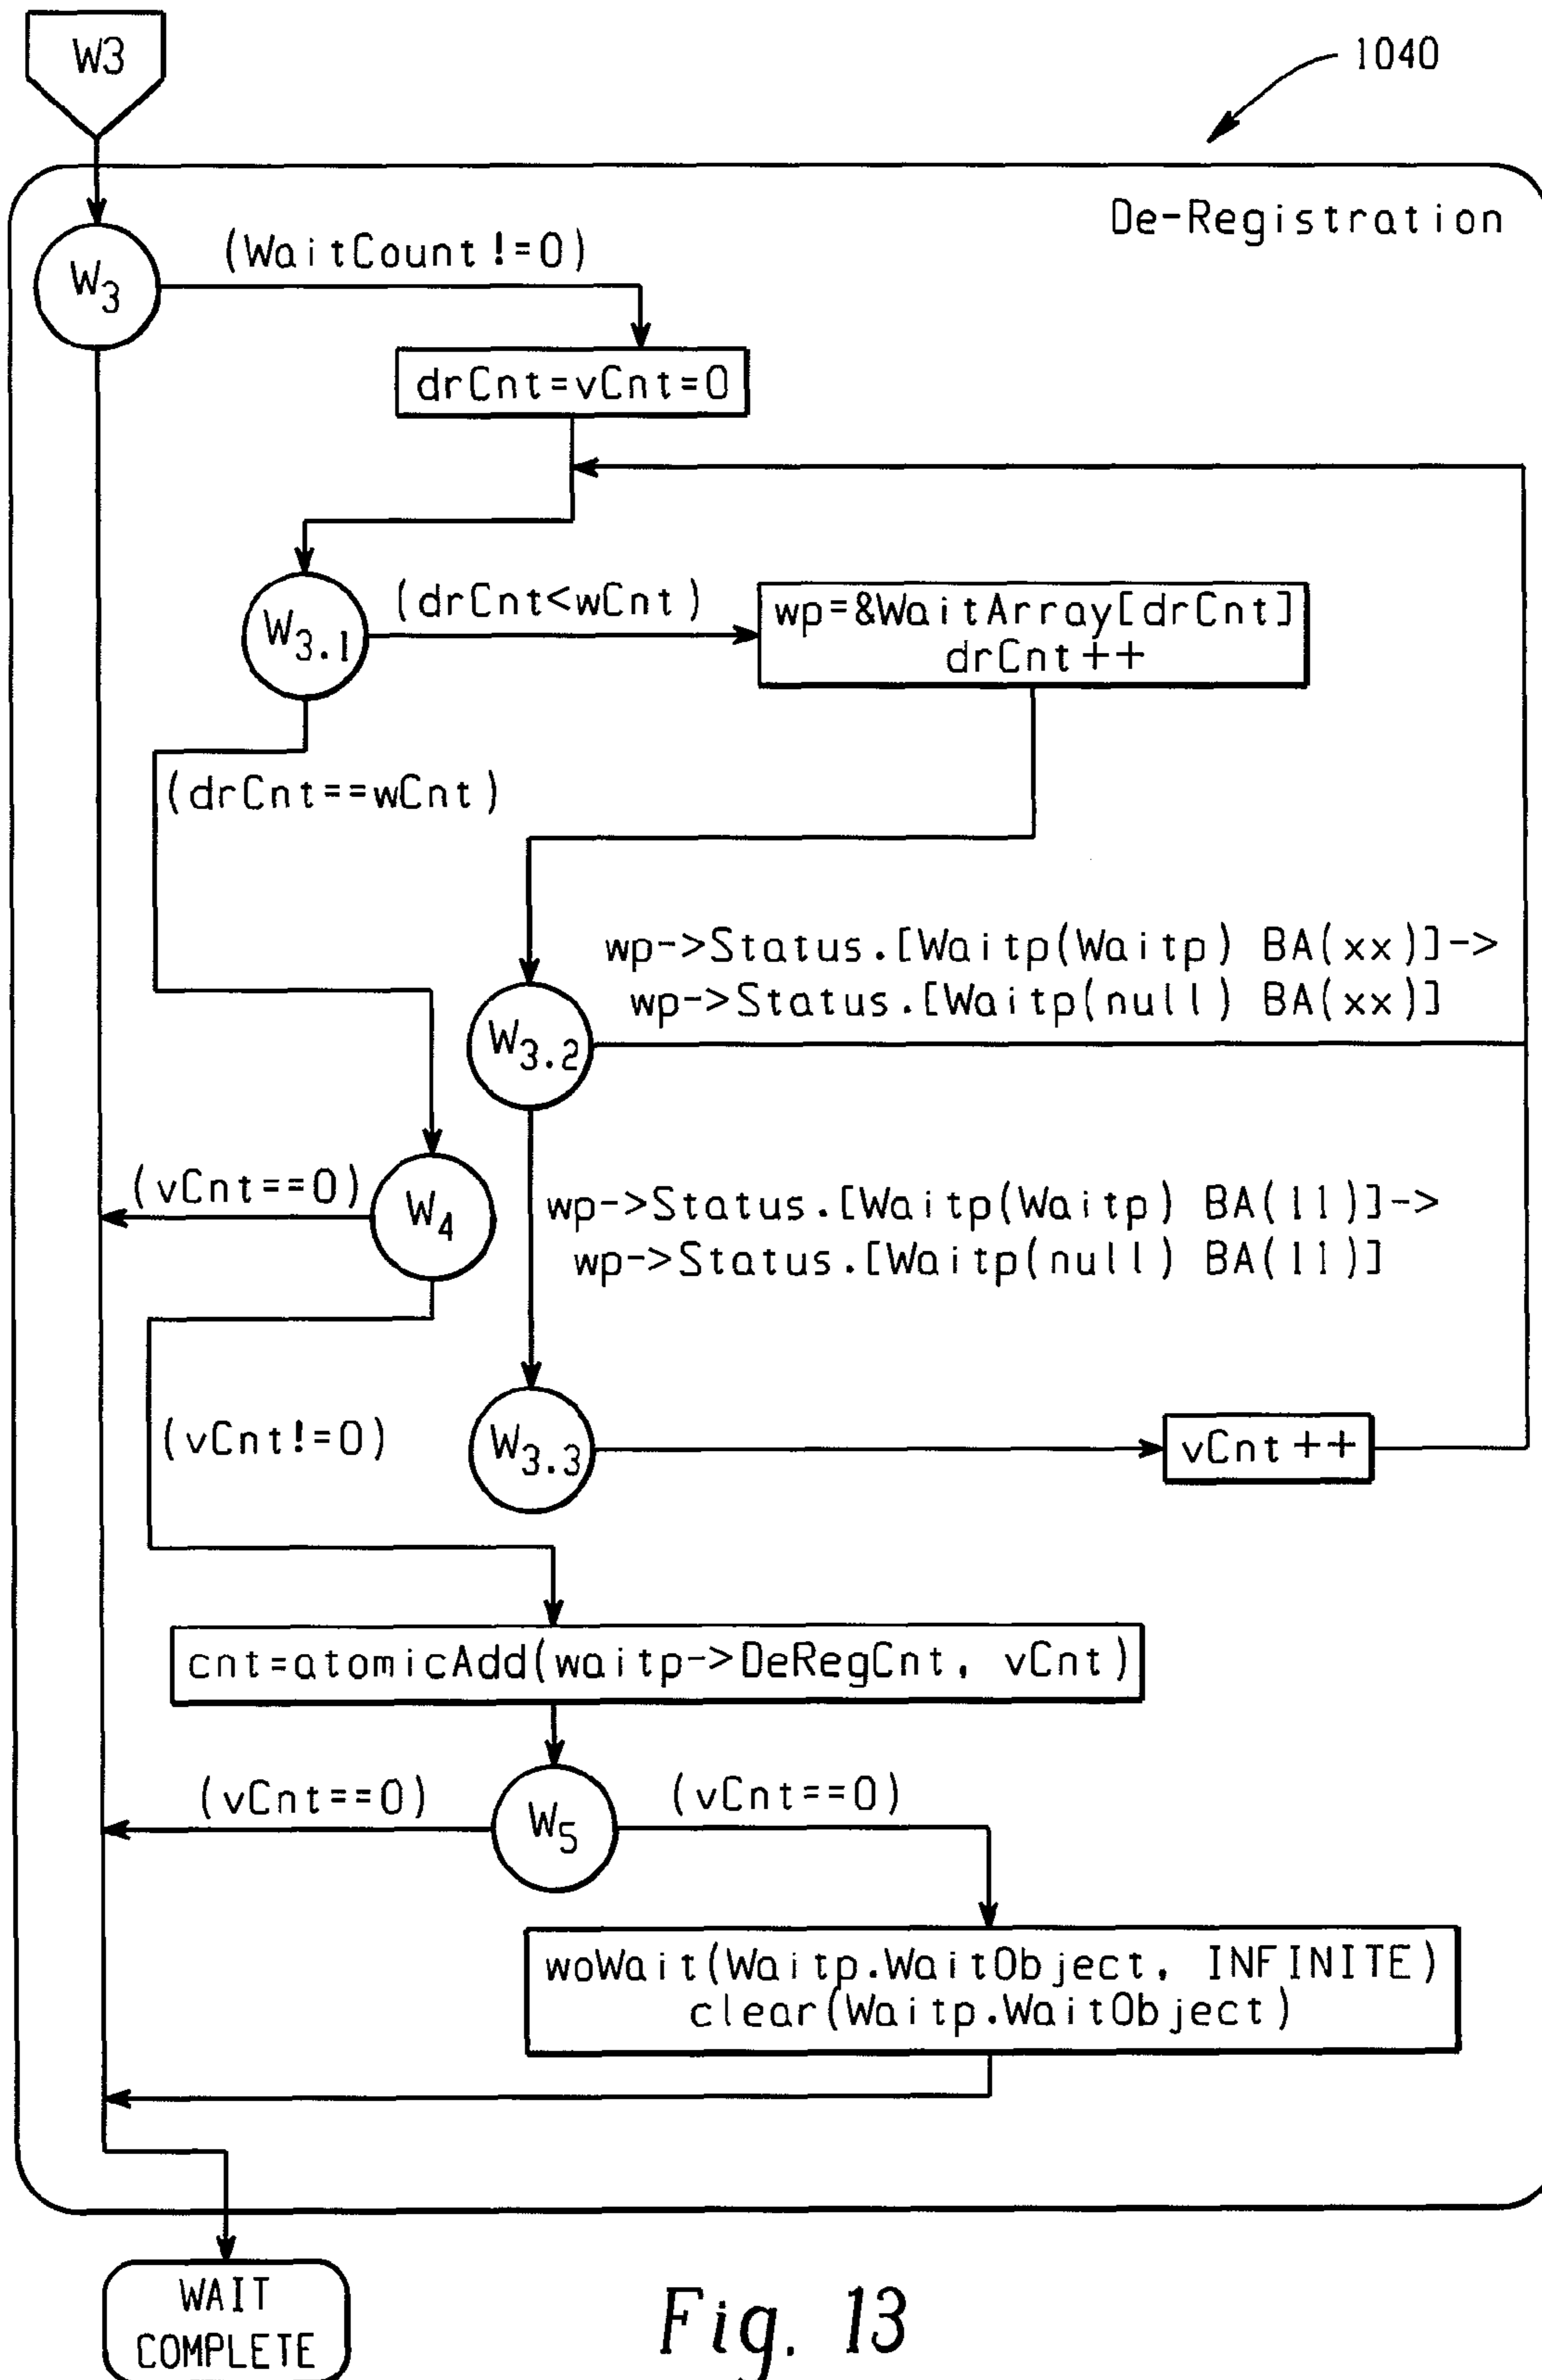 W3
1040
De-Registration
W3
(WaitCount!=0)
drCnt=vCnt=0
W3.1
(drCnt<wCnt)
wp=&WaitArray[drCnt]
drCnt++
(drCnt==wCnt)
wp->Status.[Waitp(Waitp) BA(xx)]->
wp->Status.[Waitp(null) BA(xx)]
W3.2
(vCnt==0)
W4
wp->Status.[Waitp(Waitp) BA(11)]->
wp->Status.[Waitp(null) BA(11)]
(vCnt!=0)
W3.3
vCnt++
cnt=atomicAdd(waitp->DeRegCnt, vCnt)
(vCnt==0)
W5
(vCnt==0)
woWait(Waitp.WaitObject, INFINITE)
clear(Waitp.WaitObject)
WAIT
COMPLETE
Fig. 13